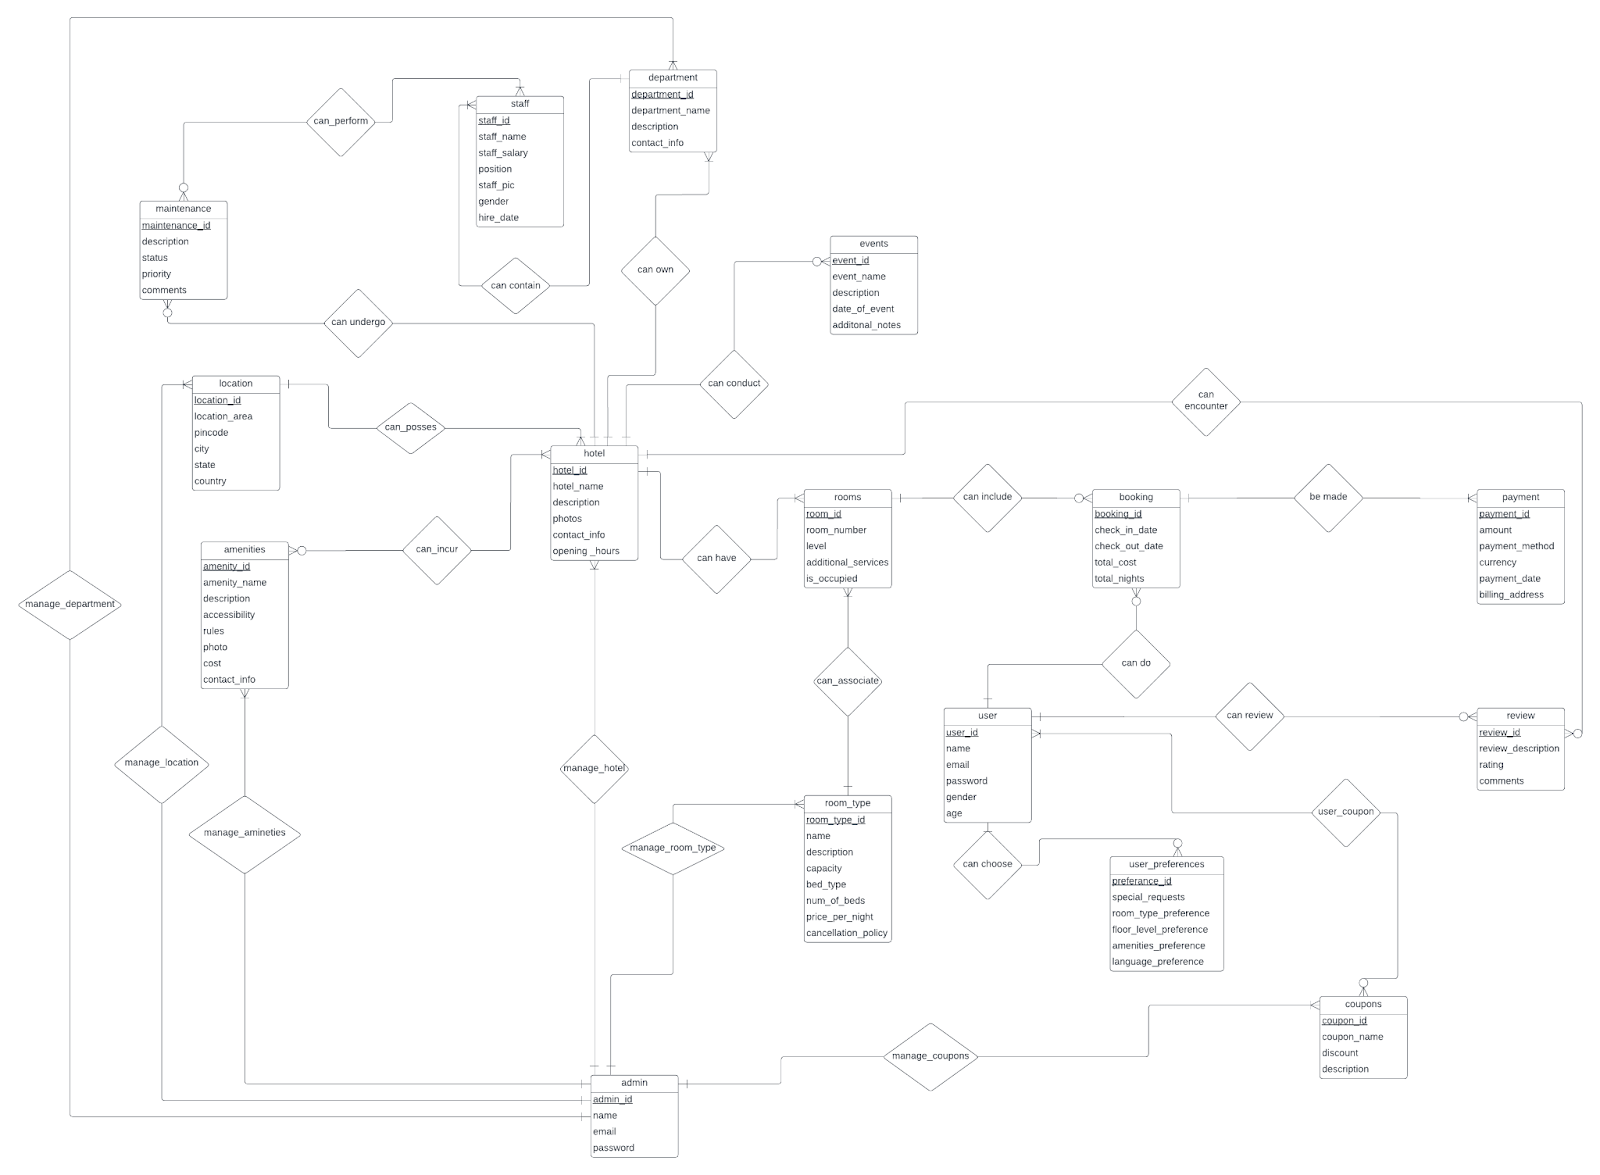 department
department_id
department_name
description
contact_info
staff
staff_id
staff_name
staff_salary
position
staff_pic
gender
hire_date
can_perform
maintenance
maintenance_id
description
status
priority
comments
can contain
can own
events
event_id
event_name
description
date_of_event
additonal_notes
can undergo
can conduct
location
location_id
location_area
pincode
city
state
country
can_posses
can
encounter
hotel
hotel_id
hotel_name
description
photos
contact_info
opening _hours
rooms
room_id
room_number
level
additional_services
is_occupied
can include
booking
booking_id
check_in_date
check_out_date
total_cost
total_nights
be made
payment
payment_id
amount
payment_method
currency
payment_date
billing_address
amenities
amenity_id
amenity_name
description
accessibility
rules
photo
cost
contact_info
can_incur
can have
manage_department
can_associate
can do
user
user_id
name
email
password
gender
age
can review
review
review_id
review_description
rating
comments
manage_location
manage_hotel
manage_amineties
manage_room_type
room_type
room_type_id
name
description
capacity
bed_type
num_of_beds
price_per_night
cancellation_policy
user_coupon
can choose
user_preferences
preferance_id
special_requests
room_type_preference
floor_level_preference
amenities_preference
language_preference
coupons
coupon_id
coupon_name
discount
description
manage_coupons
admin
admin_id
name
email
password